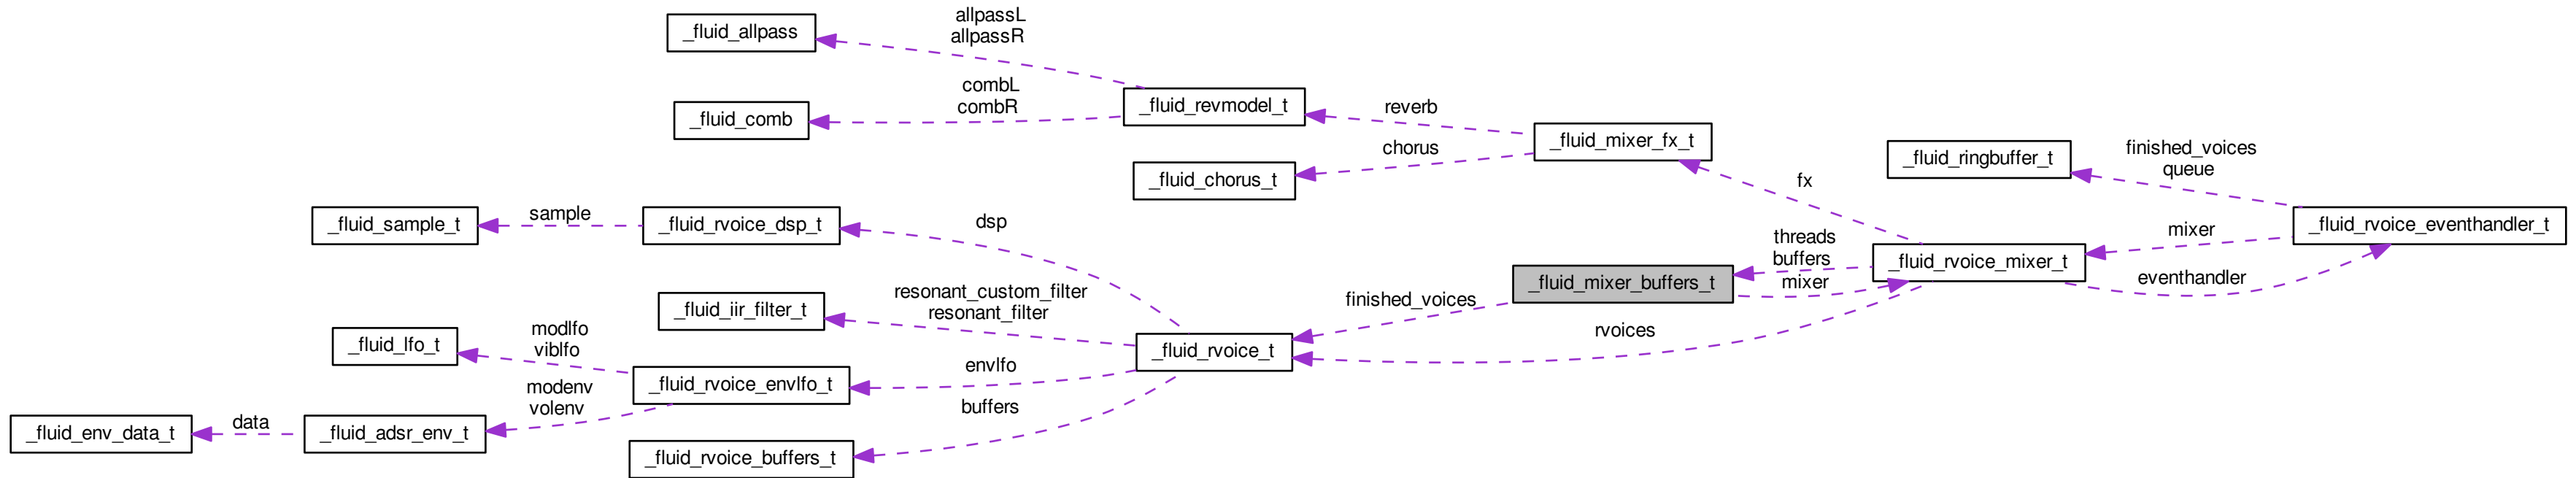 _fluid_allpass
allpassL
allpassR
_fluid_comb
combL
combR
_fluid_revmodel_t
reverb
_fluid_mixer_fx_t
chorus
_fluid_chorus_t
_fluid_ringbuffer_t
finished_voices
queue
fx
_fluid_sample_t
sample
_fluid_rvoice_dsp_t
dsp
_fluid_rvoice_eventhandler_t
mixer
threads
buffers
_fluid_rvoice_mixer_t
eventhandler
_fluid_mixer_buffers_t
mixer
_fluid_iir_filter_t
resonant_custom_filter
resonant_filter
finished_voices
rvoices
_fluid_lfo_t
modlfo
viblfo
_fluid_rvoice_t
_fluid_rvoice_envlfo_t
envlfo
modenv
volenv
buffers
_fluid_env_data_t
data
_fluid_adsr_env_t
_fluid_rvoice_buffers_t